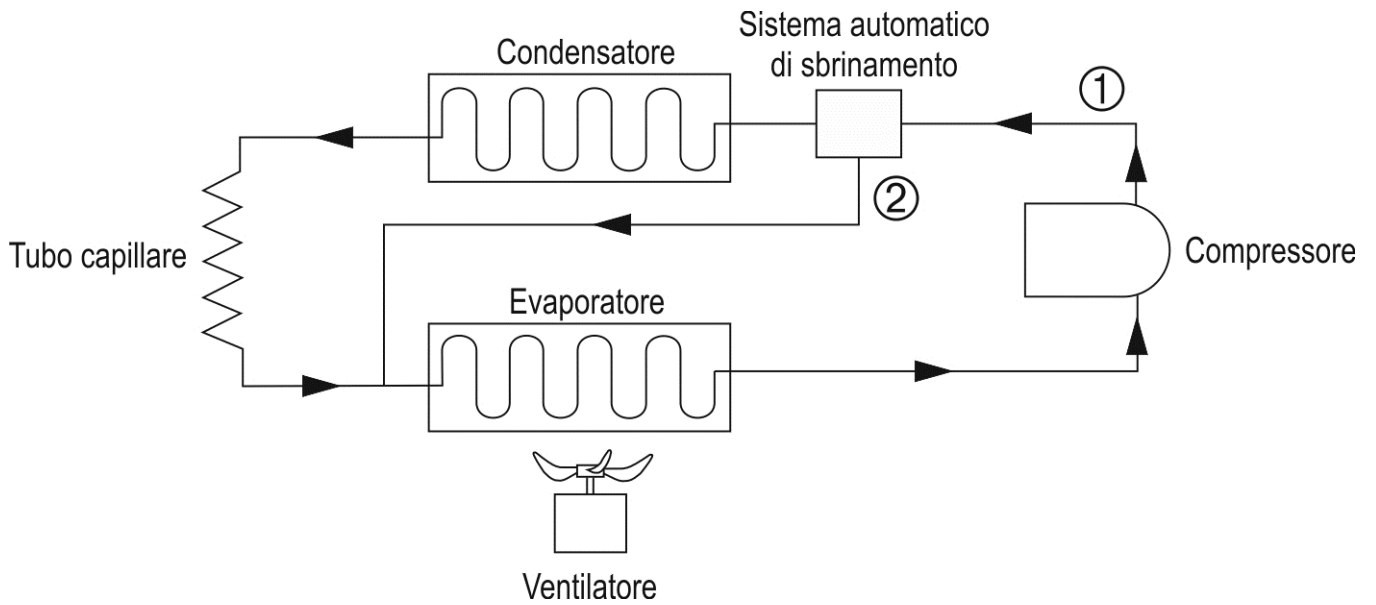 Sistema automatico
di sbrinamento
Condensatore
①
②
Tubo capillare
Compressore
Evaporatore
Ventilatore